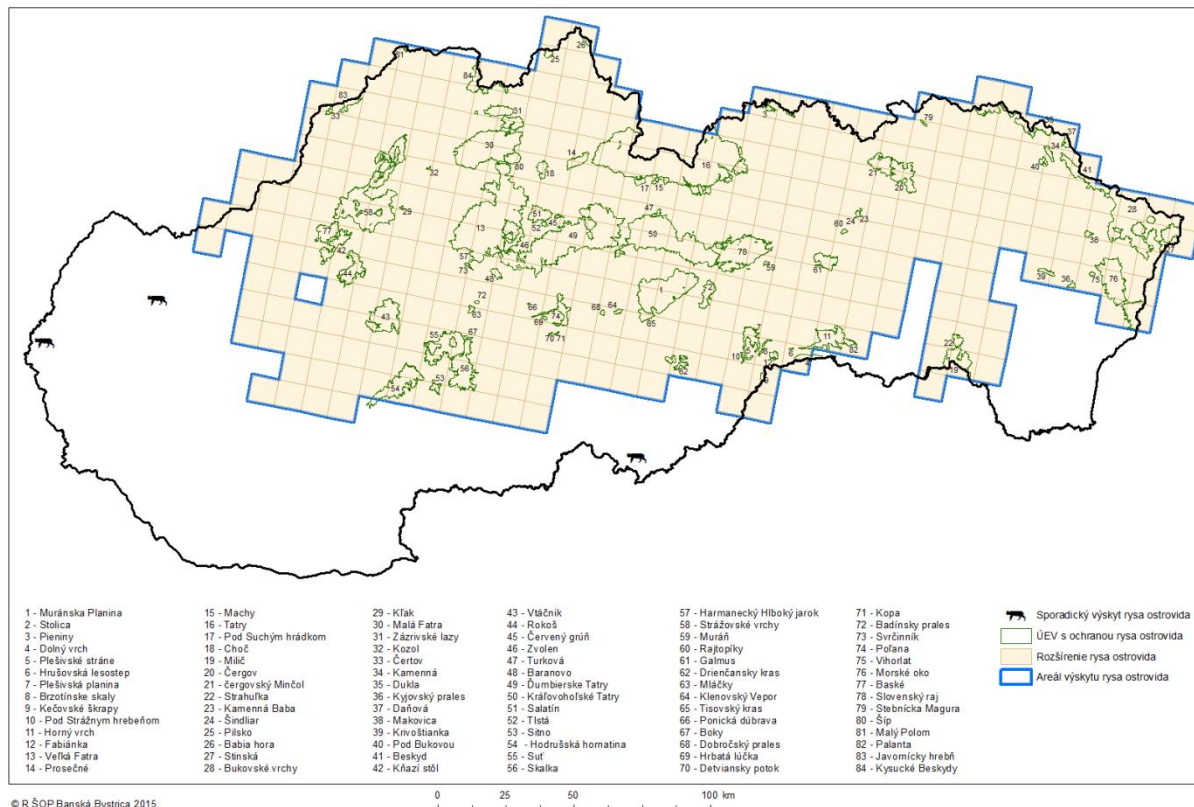 1 - Muránska Planina
2 - Stolica
3 - Pieniny
4 - Dolný vrch
5 - Plešivské stráne
6 - Hrušovská lesostep
7 - Plešivská planina
8 - Brzotínske skaly
9 - Kečovské škrapy
10 - Pod Strážnym hrebeňom
11 - Horný vrch
12 - Fabiánka
13 - Veľká Fatra
14 - Prosečné
15 - Machy
16 - Tatry
17 - Pod Suchým hrádkom
18 - Choč
19 - Milič
20 - Čergov
21 - čergovský Minčol
22 - Strahuľka
23 - Kamenná Baba
24 - Šindliar
25 - Pilsko
26 - Babia hora
27 - Stinská
28 - Bukovské vrchy
29 - Kľak
30 - Malá Fatra
31 - Zázrivské lazy
32 - Kozol
33 - Čertov
34 - Kamenná
35 - Dukla
36 - Kyjovský prales
37 - Daňová
38 - Makovica
39 - Krivoštianka
40 - Pod Bukovou
41 - Beskyd
42 - Kňazí stôl
43 - Vtáčnik
44 - Rokoš
45 - Červený grúň
46 - Zvolen
47 - Turková
48 - Baranovo
49 - Ďumbierske Tatry
50 - Kráľovohoľské Tatry
51 - Salatín
52 - Tlstá
53 - Sitno
54 - Hodrušská hornatina
55 - Suť
56 - Skalka
57 - Harmanecký Hlboký jarok
58 - Strážovské vrchy
59 - Muráň
60 - Rajtopíky
61 - Galmus
62 - Drienčansky kras
63 - Mláčky
64 - Klenovský Vepor
65 - Tisovský kras
66 - Ponická dúbrava
67 - Boky
68 - Dobročský prales
69 - Hrbatá lúčka
70 - Detviansky potok
71 - Kopa
72 - Badínsky prales
73 - Svrčinník
74 - Poľana
75 - Vihorlat
76 - Morské oko
77 - Baské
78 - Slovenský raj
79 - Stebnícka Magura
80 - Šíp
81 - Malý Polom
82 - Palanta
83 - Javornícky hrebň
84 - Kysucké Beskydy
Sporadický výskyt rysa ostrovida
ÚEV s ochranou rysa ostrovida
Rozšírenie rysa ostrovida
Areál výskytu rysa ostrovida
© R ŠOP Banská Bystrica 2015
0 25 50 100 km